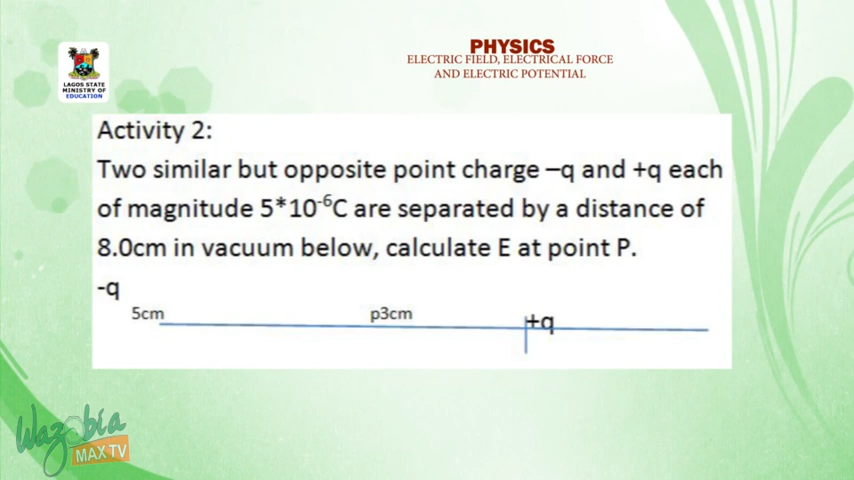 LAGOS STATE
MINISTRY OF
EDUCATION
PHYSICS
ELECTRIC FIELD, ELECTRICAL FORCE
AND ELECTRIC POTENTIAL
Activity 2:
Two similar but opposite point charge –q and +q each
of magnitude 5*10⁻⁶C are separated by a distance of
8.0cm in vacuum below, calculate E at point P.
-q
5cm p3cm +q
Wazobia
MAX TV